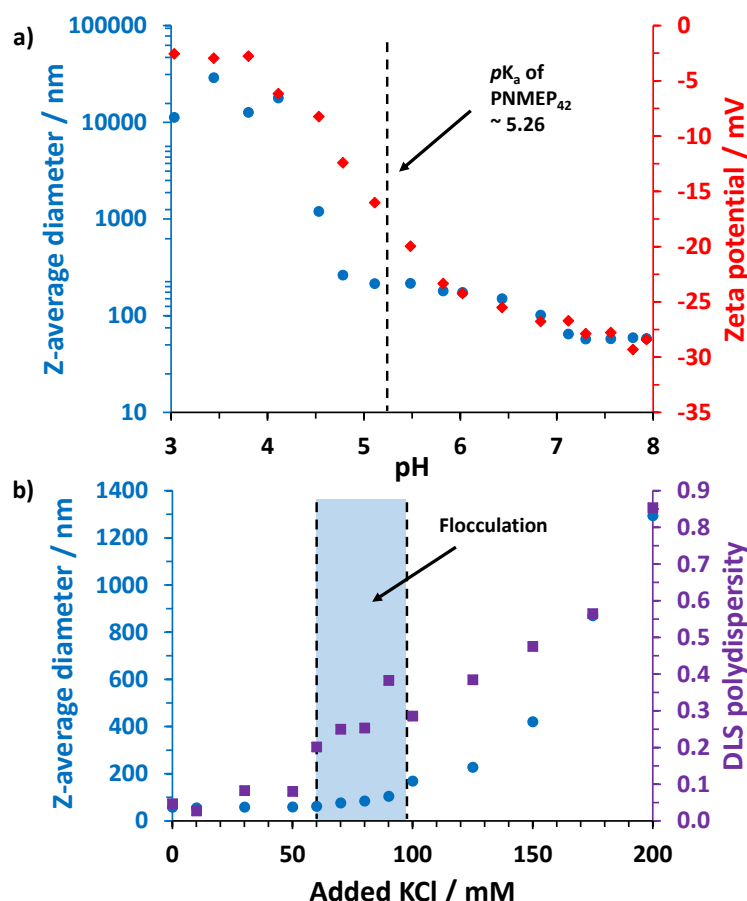 a)
Z-average diameter / nm
100000
10000
1000
100
10
pKa of
PNMEP42
~ 5.26
0
-5
-10
-15
-20
-25
-30
-35
Zeta potential / mV
3 4 5 6 7 8
pH
b)
Z-average diameter / nm
1400
1200
1000
800
600
400
200
0
Flocculation
0.9
0.8
0.7
0.6
0.5
0.4
0.3
0.2
0.1
0.0
DLS polydispersity
0 50 100 150 200
Added KCl / mM